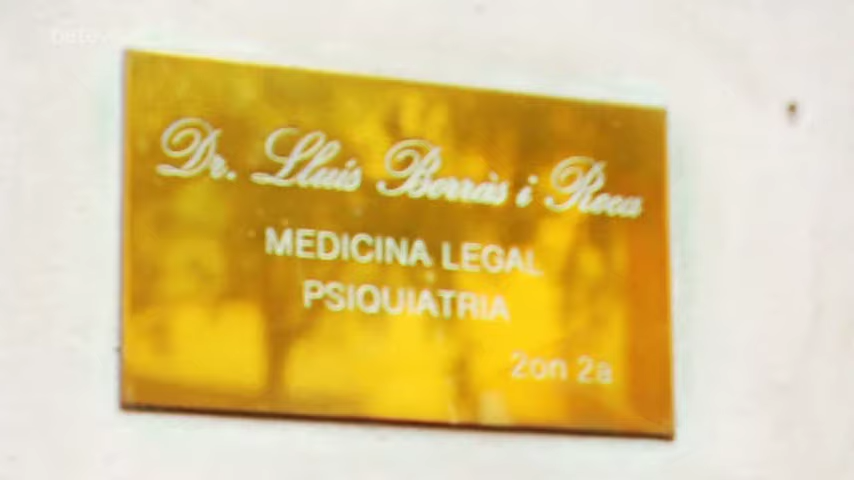 Dr. Lluís Borràs i Roca
MEDICINA LEGAL
PSIQUIATRIA
2on 2a